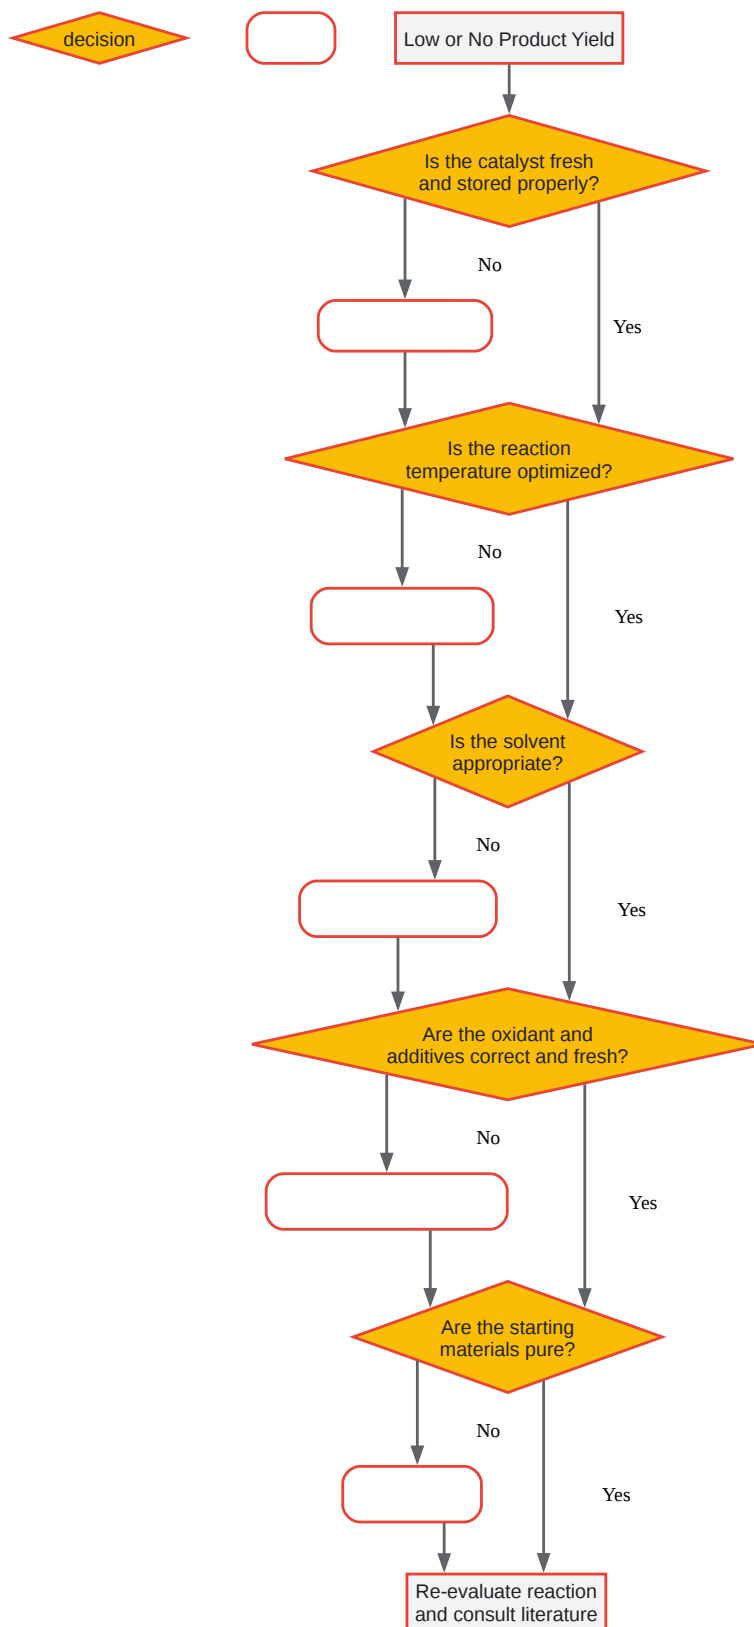 decision
Low or No Product Yield
Is the catalyst fresh
and stored properly?
No
Yes
Is the reaction
temperature optimized?
No
Yes
Is the solvent
appropriate?
No
Yes
Are the oxidant and
additives correct and fresh?
No
Yes
Are the starting
materials pure?
No
Yes
Re-evaluate reaction
and consult literature